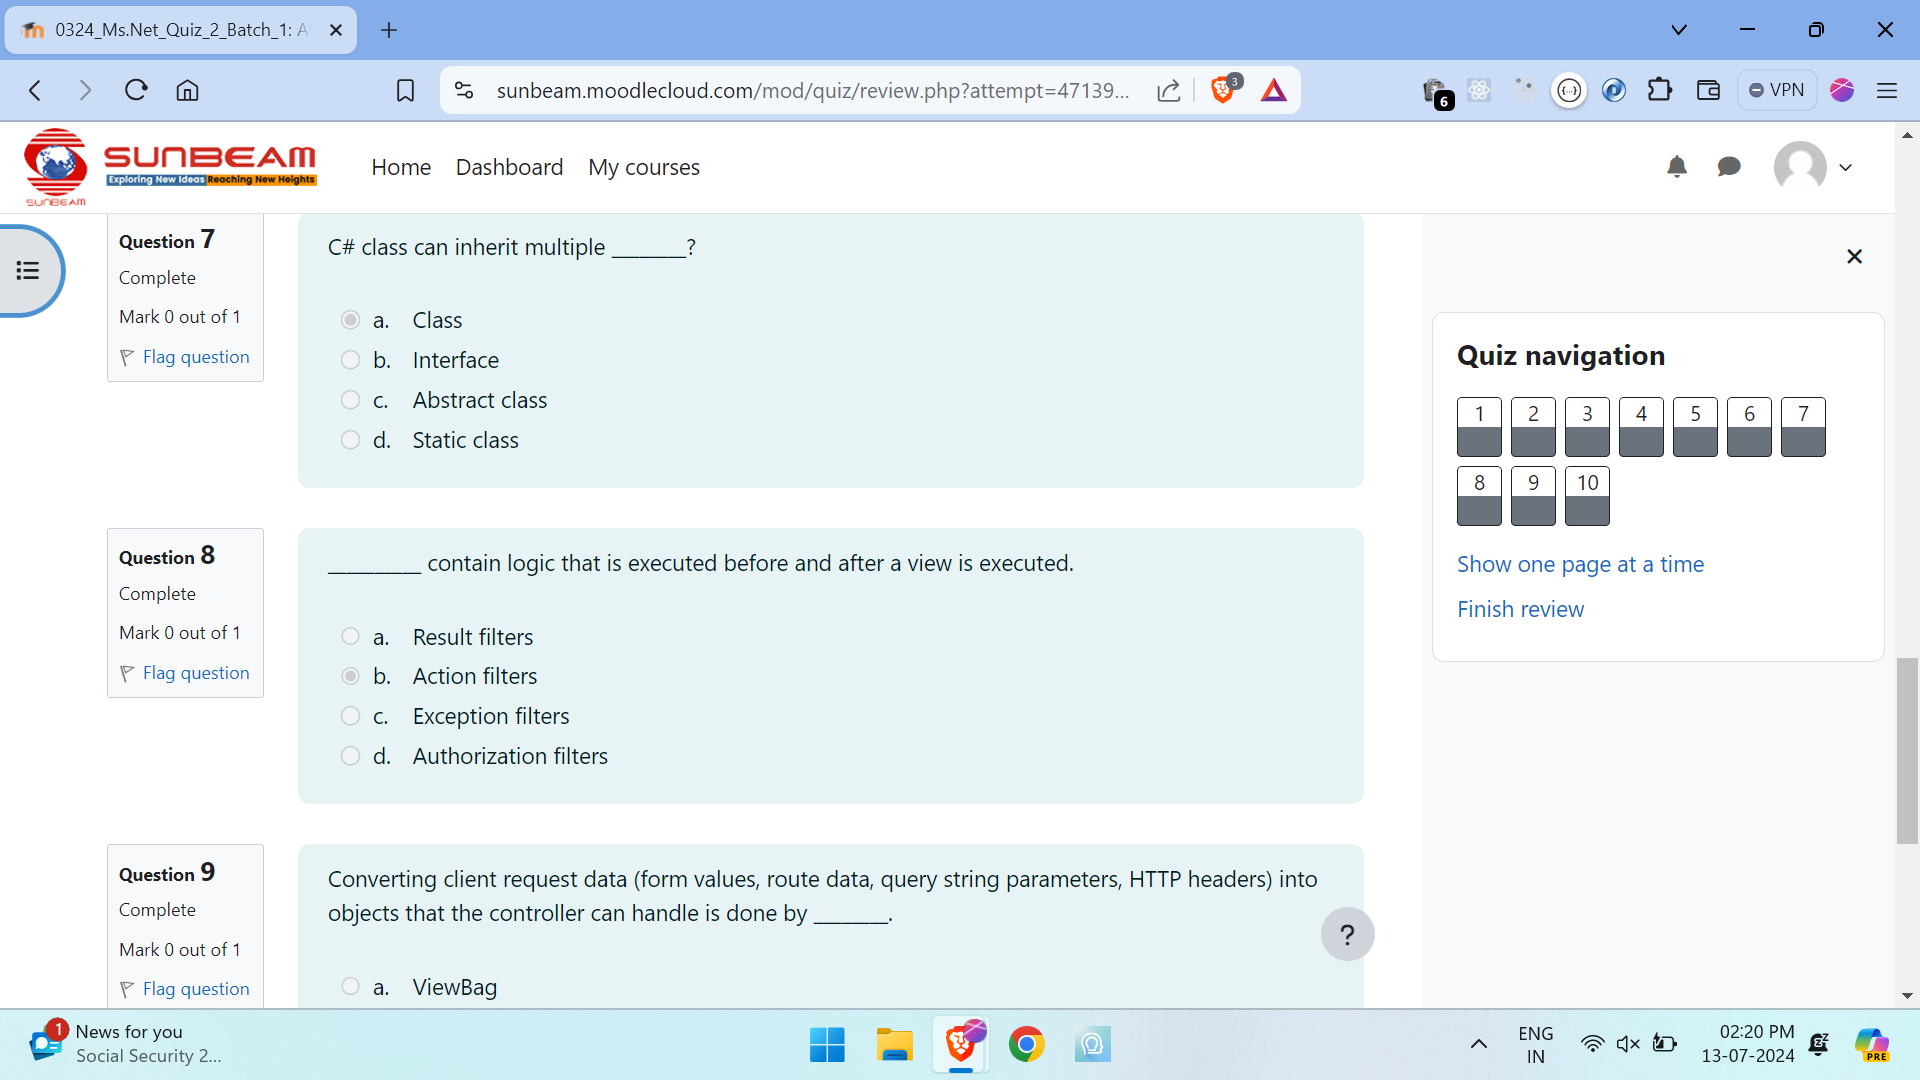 0324_Ms.Net_Quiz_2_Batch_1: A
sunbeam.moodlecloud.com/mod/quiz/review.php?attempt=47139...
3
6
VPN
SUNBEAM
Exploring New Ideas Reaching New Heights
SUNBEAM
Home
Dashboard
My courses
Question 7
Complete
Mark 0 out of 1
Flag question
C# class can inherit multiple _______?
a. Class
b. Interface
c. Abstract class
d. Static class
Question 8
Complete
Mark 0 out of 1
Flag question
_________ contain logic that is executed before and after a view is executed.
a. Result filters
b. Action filters
c. Exception filters
d. Authorization filters
Question 9
Complete
Mark 0 out of 1
Flag question
Converting client request data (form values, route data, query string parameters, HTTP headers) into
objects that the controller can handle is done by _______.
a. ViewBag
?
Quiz navigation
1 2 3 4 5 6 7
8 9 10
Show one page at a time
Finish review
1
News for you
Social Security 2...
ENG
IN
02:20 PM
13-07-2024
PRE